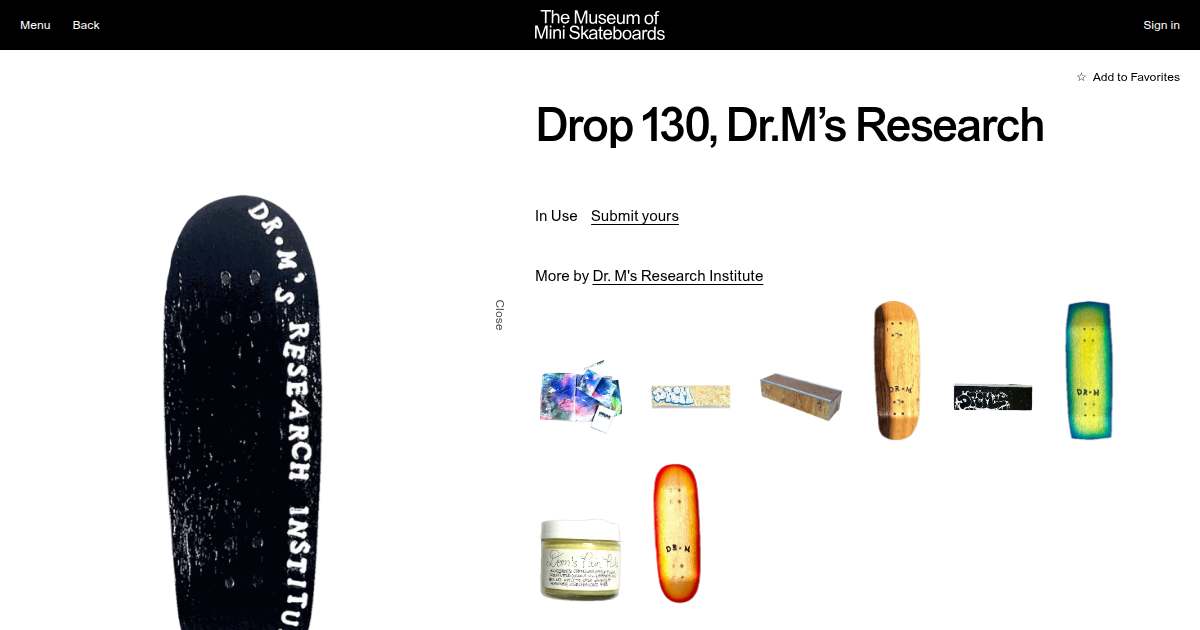 Menu
Back
The Museum of
Mini Skateboards
Sign in
☆ Add to Favorites
Drop 130, Dr.M’s Research
In Use Submit yours
More by Dr. M's Research Institute
Close
DR•M'S RESEARCH INSTITU
DR•M
DR•M
DR•M